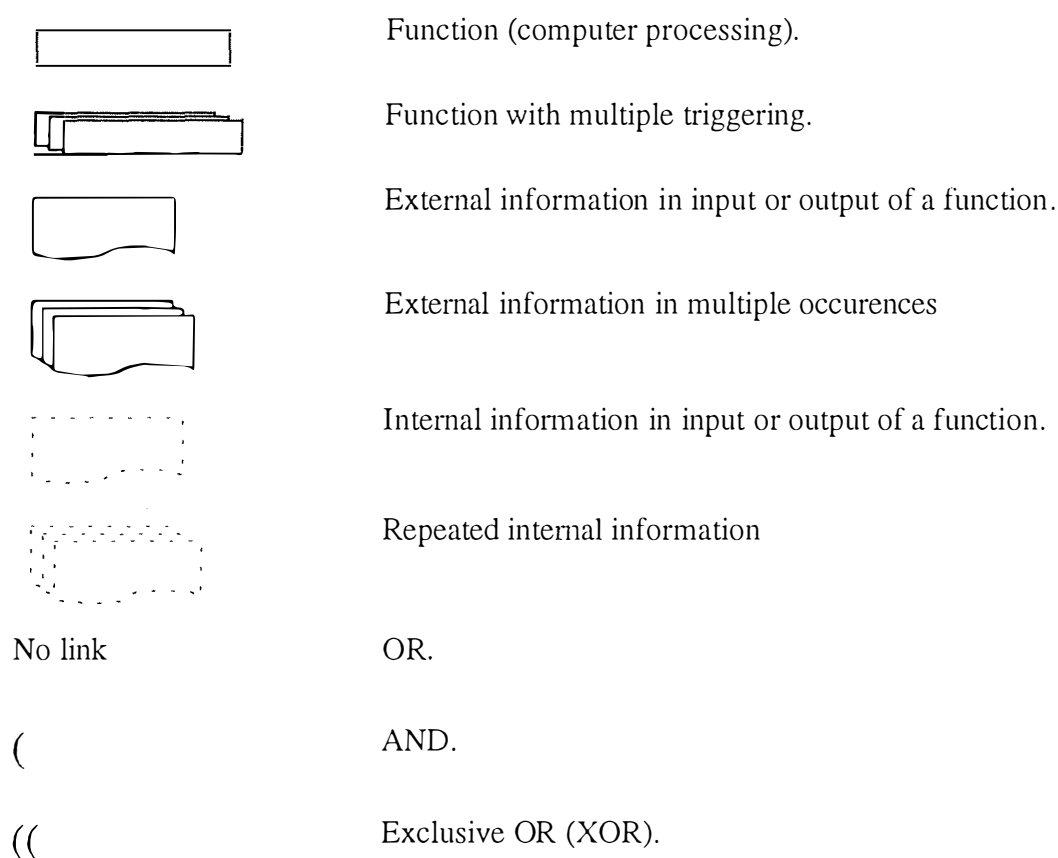 Function (computer processing).
Function with multiple triggering.
External information in input or output of a function.
External information in multiple occurences
Internal information in input or output of a function.
Repeated internal information
No link OR.
( AND.
(( Exclusive OR (XOR).